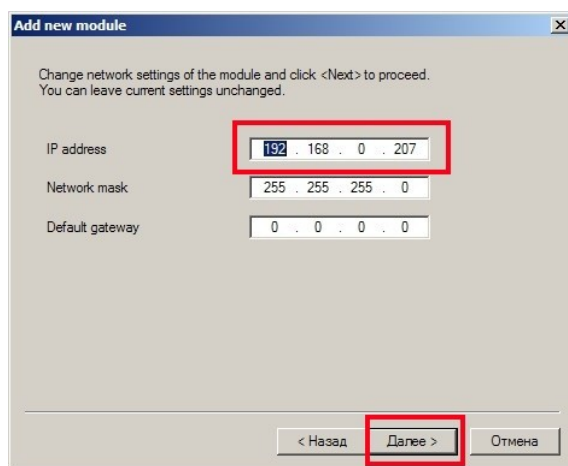 Add new module
Change network settings of the module and click <Next> to proceed.
You can leave current settings unchanged.
IP address 192 . 168 . 0 . 207
Network mask 255 . 255 . 255 . 0
Default gateway 0 . 0 . 0 . 0
< Назад Далее > Отмена